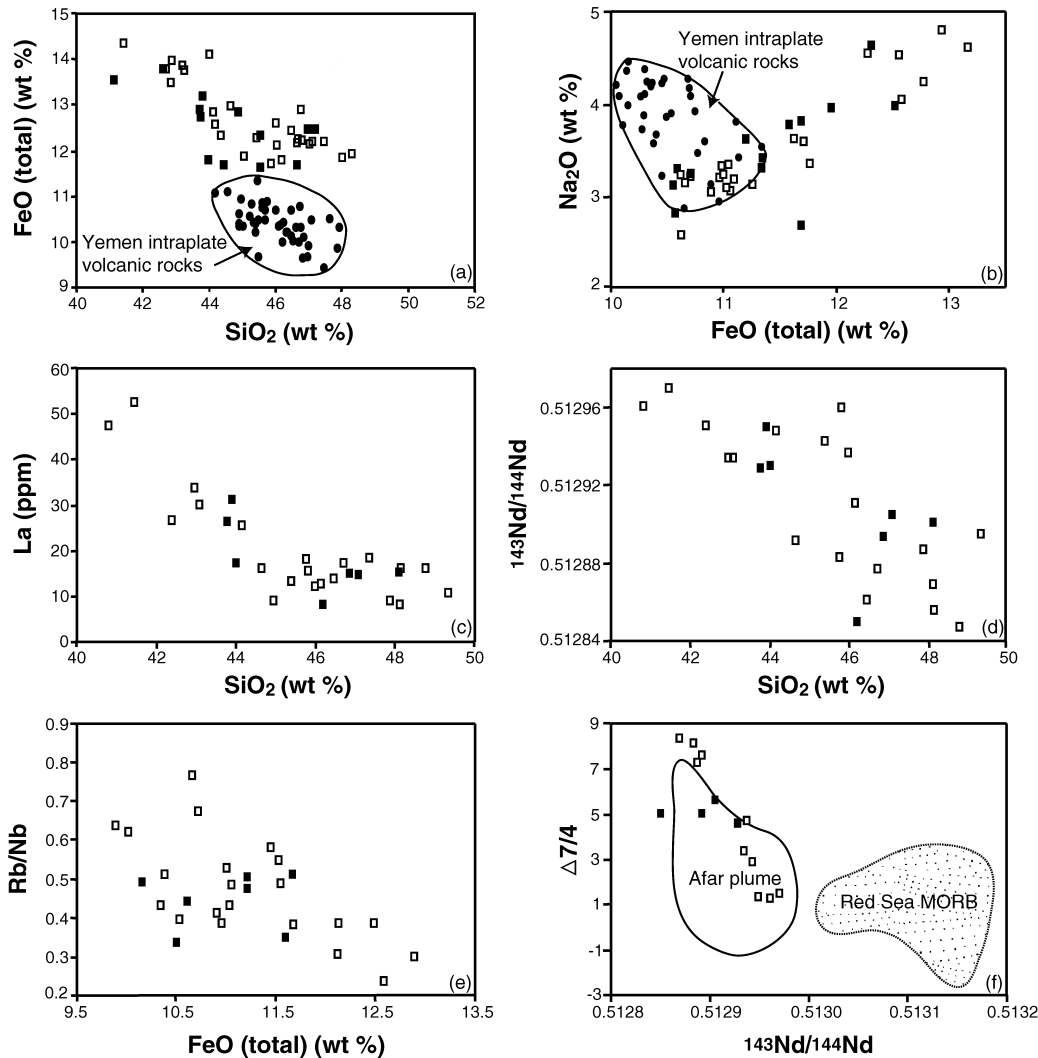 FeO (total) (wt %)
15
14
13
12
11
10
9
Yemen intraplate
volcanic rocks
(a)
40 42 44 46 48 50 52
SiO₂ (wt %)
Na₂O (wt %)
5
4
3
2
Yemen intraplate
volcanic rocks
(b)
10 11 12 13
FeO (total) (wt %)
La (ppm)
60
50
40
30
20
10
0
(c)
40 42 44 46 48 50
SiO₂ (wt %)
143Nd/144Nd
0.51296
0.51292
0.51288
0.51284
(d)
40 42 44 46 48 50
SiO₂ (wt %)
Rb/Nb
0.9
0.8
0.7
0.6
0.5
0.4
0.3
0.2
(e)
9.5 10.5 11.5 12.5 13.5
FeO (total) (wt %)
△7/4
9
7
5
3
1
-1
-3
Afar plume
Red Sea MORB
(f)
0.5128 0.5129 0.5130 0.5131 0.5132
143Nd/144Nd